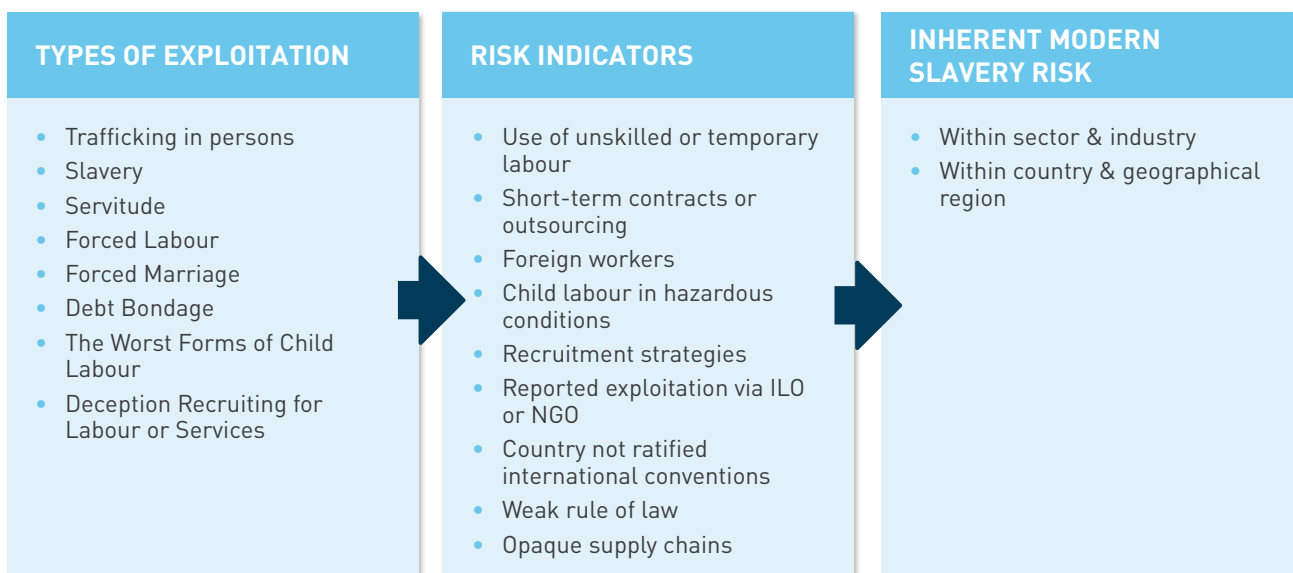 TYPES OF EXPLOITATION
• Trafficking in persons
• Slavery
• Servitude
• Forced Labour
• Forced Marriage
• Debt Bondage
• The Worst Forms of Child
Labour
• Deception Recruiting for
Labour or Services
RISK INDICATORS
• Use of unskilled or temporary
labour
• Short-term contracts or
outsourcing
• Foreign workers
• Child labour in hazardous
conditions
• Recruitment strategies
• Reported exploitation via ILO
or NGO
• Country not ratified
international conventions
• Weak rule of law
• Opaque supply chains
INHERENT MODERN
SLAVERY RISK
• Within sector & industry
• Within country & geographical
region